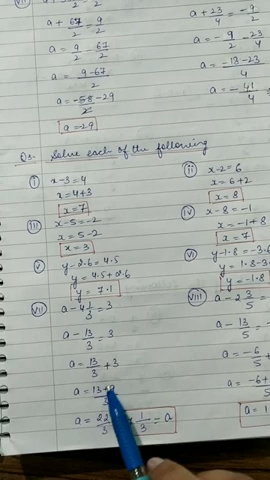 a + 67/2 = 9/2
a = 9/2 - 67/2
a = 9-67/2
a = -58/2 - 29
a = -29
a + 23/4 = -9/2
a = -9/2 - 23/4
a = -17-23/4
a = -41/4
Q3. Solve each of the following
(i) x-3=4
x=4+3
x=7
(ii) x-2=6
x=6+2
x=8
(iii) x-5=-2
x=5-2
x=3
(iv) x-8=-1
x=-1+8
x=7
(v) y-2.6=4.5
y=4.5+2.6
y=7.1
(vi) y-1.8=-3.6
y=1.8-3.
y=-1.8
(vii) a-4 1/3=3
a-13/3=3
a=13/3+3
a=13+9
a=22/3 1/3=a
(viii) a-2 3/5=
a-13/5=
a=-6/5+
a=-6+
a=1